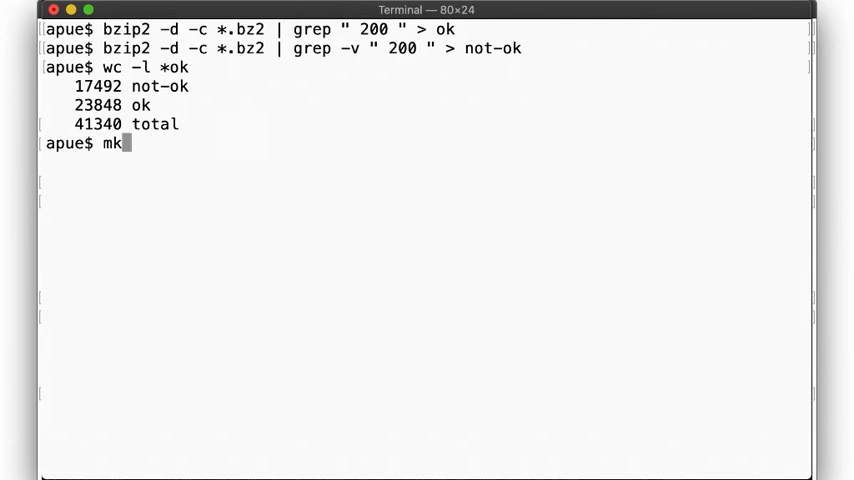 Terminal — 80×24
apue$ bzip2 -d -c *.bz2 | grep " 200 " > ok
apue$ bzip2 -d -c *.bz2 | grep -v " 200 " > not-ok
apue$ wc -l *ok
   17492 not-ok
   23848 ok
   41340 total
apue$ mk